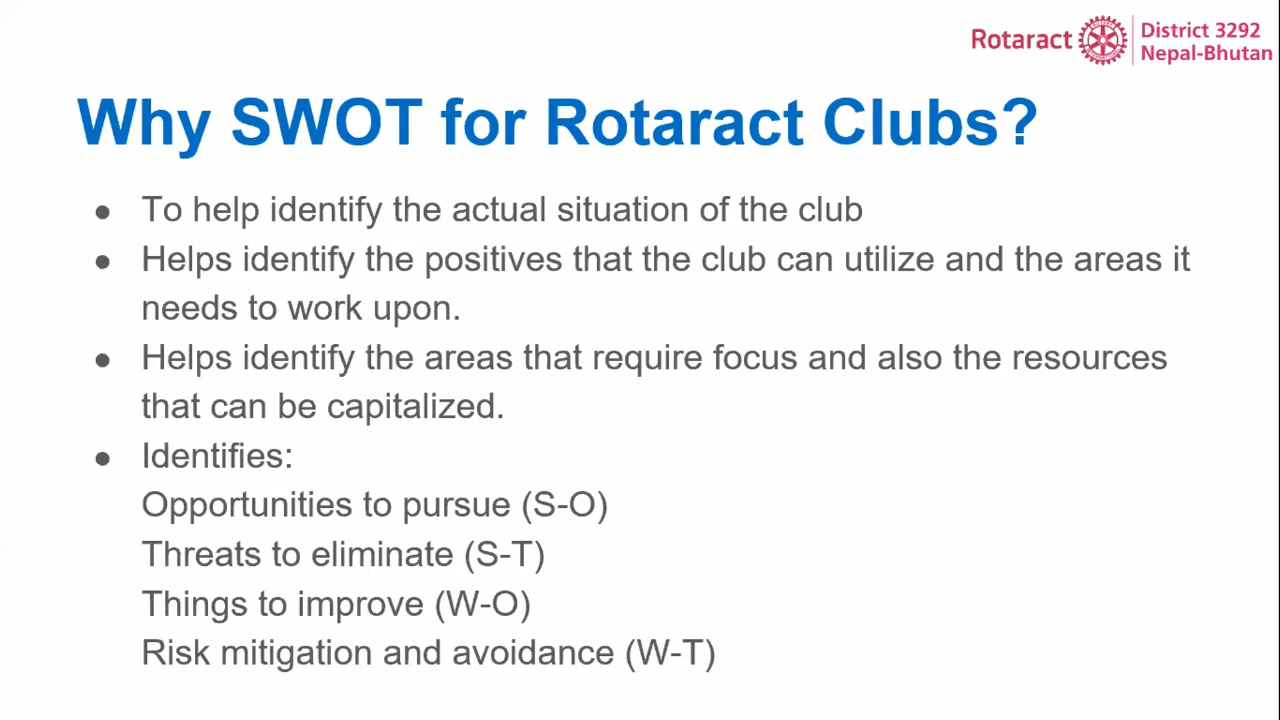 Rotaract
District 3292
Nepal-Bhutan
Why SWOT for Rotaract Clubs?
● To help identify the actual situation of the club
● Helps identify the positives that the club can utilize and the areas it
needs to work upon.
● Helps identify the areas that require focus and also the resources
that can be capitalized.
● Identifies:
Opportunities to pursue (S-O)
Threats to eliminate (S-T)
Things to improve (W-O)
Risk mitigation and avoidance (W-T)